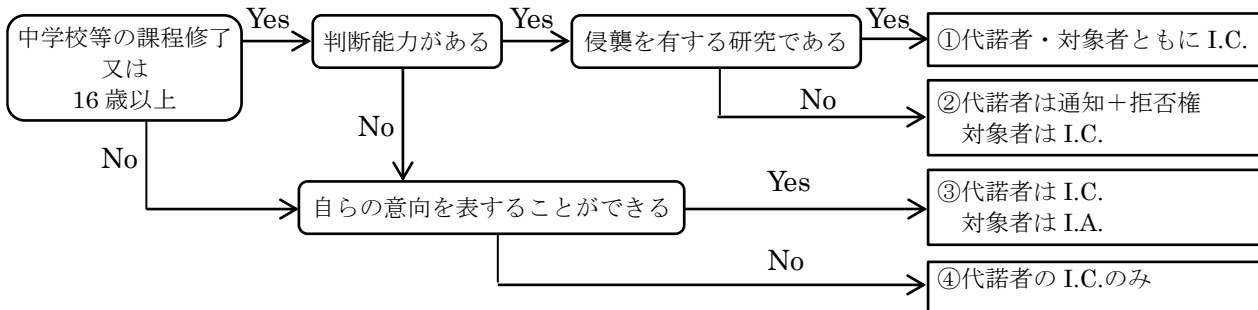 中学校等の課程修了
又は
16 歳以上
Yes
判断能力がある
Yes
侵襲を有する研究である
Yes
①代諾者・対象者ともに I.C.
No
②代諾者は通知＋拒否権
対象者は I.C.
No
No
自らの意向を表することができる
Yes
③代諾者は I.C.
対象者は I.A.
No
④代諾者の I.C.のみ